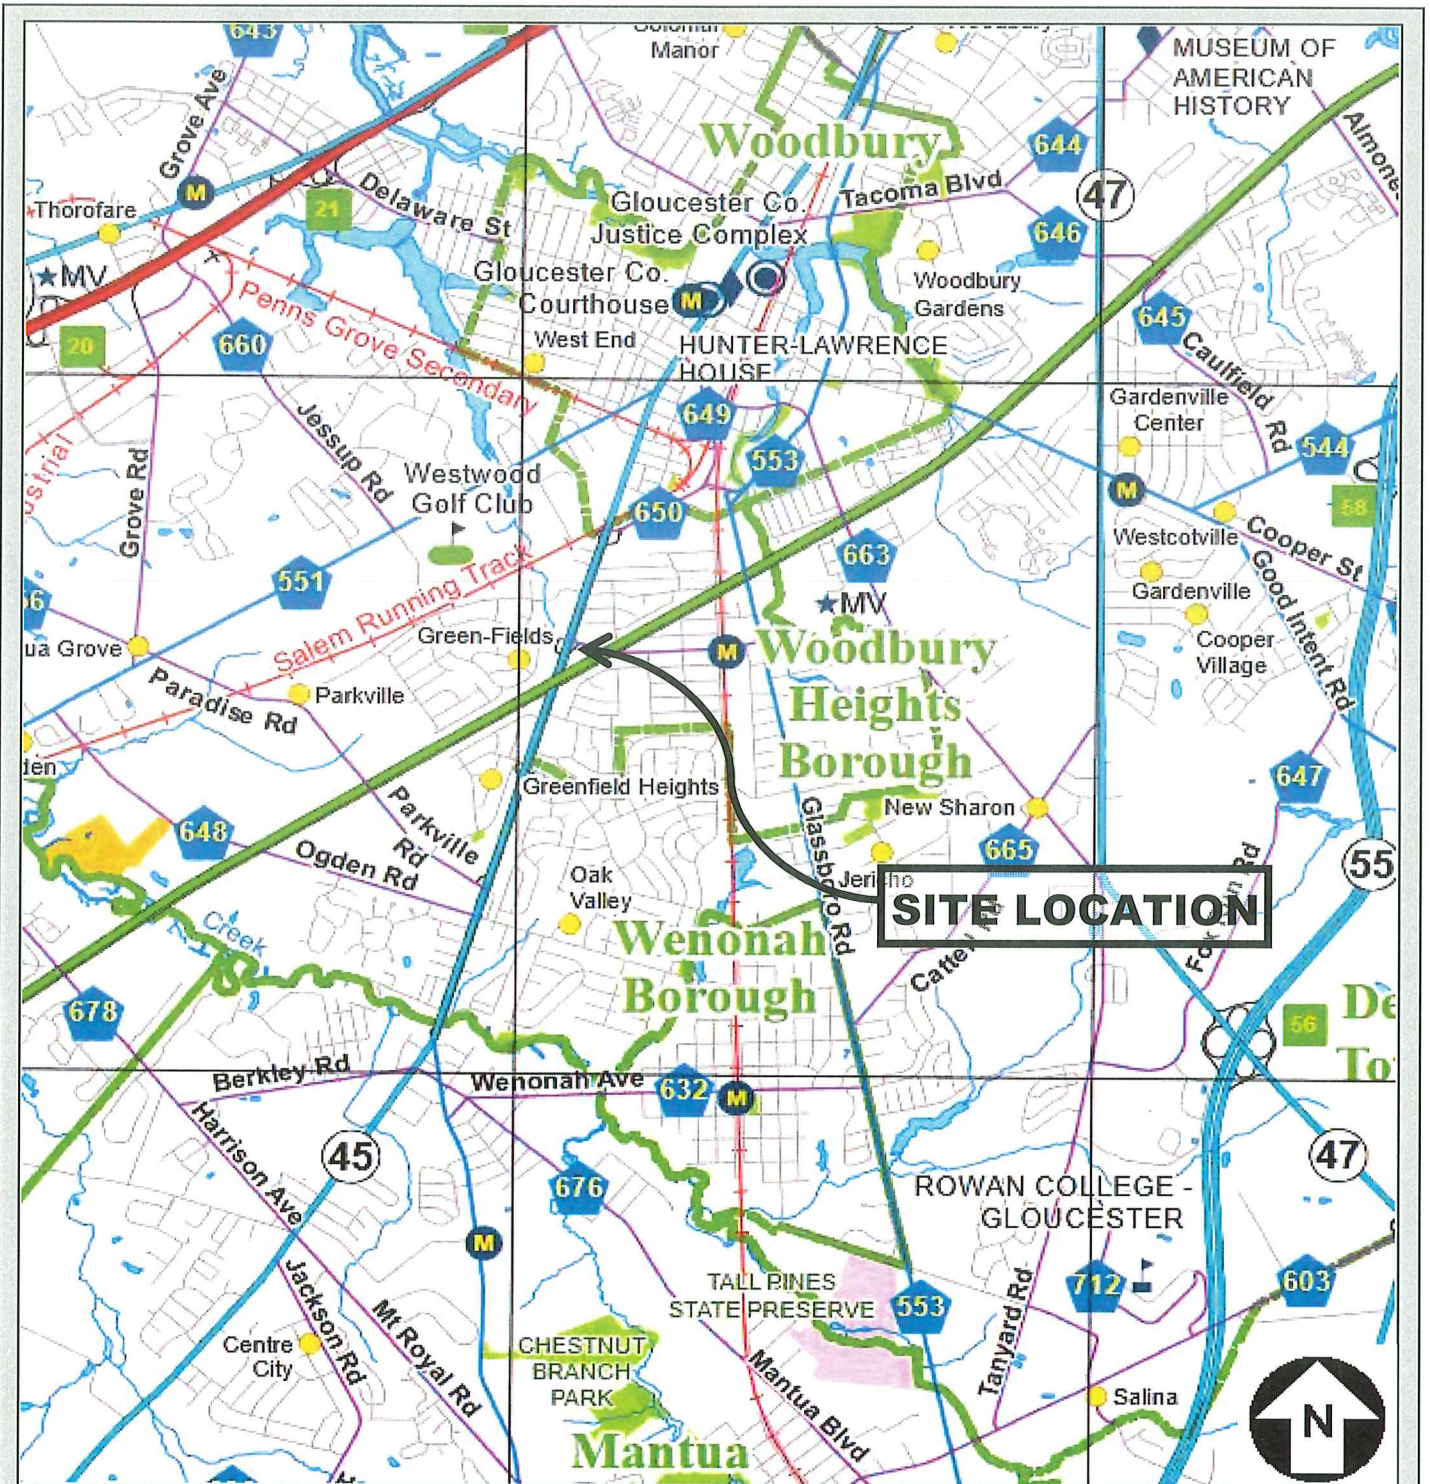 643
Manor
MUSEUM OF
AMERICAN
HISTORY
Grove Ave
Woodbury
644
47
Almone
M
21
Delaware St
Gloucester Co.
Justice Complex
Tacoma Blvd
646
Thorofare
MV
Gloucester Co.
Courthouse
M
Woodbury
Gardens
20
660
Penns Grove Secondary
West End
HUNTER-LAWRENCE
HOUSE
645
Caulfield Rd
649
Gardenville
Center
544
Jessup Rd
Grove Rd
Westwood
Golf Club
553
M
58
650
Westcotville
Cooper St
551
Salem Running Track
663
MV
Gardenville
Good Intent Rd
ua Grove
Green-Fields
M
Woodbury
Heights
Borough
Cooper
Village
Paradise Rd
Parkville
Greenfield Heights
647
648
Parkville
Rd
Glassboro Rd
New Sharon
665
55
Ogden Rd
Oak
Valley
Jericho
SITE LOCATION
Creek
Wenonah
Borough
678
56
De
To
Berkley Rd
Wenonah Ave
632
M
Harrison Ave
45
47
676
ROWAN COLLEGE -
GLOUCESTER
M
TALL PINES
STATE PRESERVE
553
Tanyard Rd
712
603
Jackson Rd
Mt Royal Rd
Centre
City
CHESTNUT
BRANCH
PARK
Mantua Blvd
Salina
N
Mantua